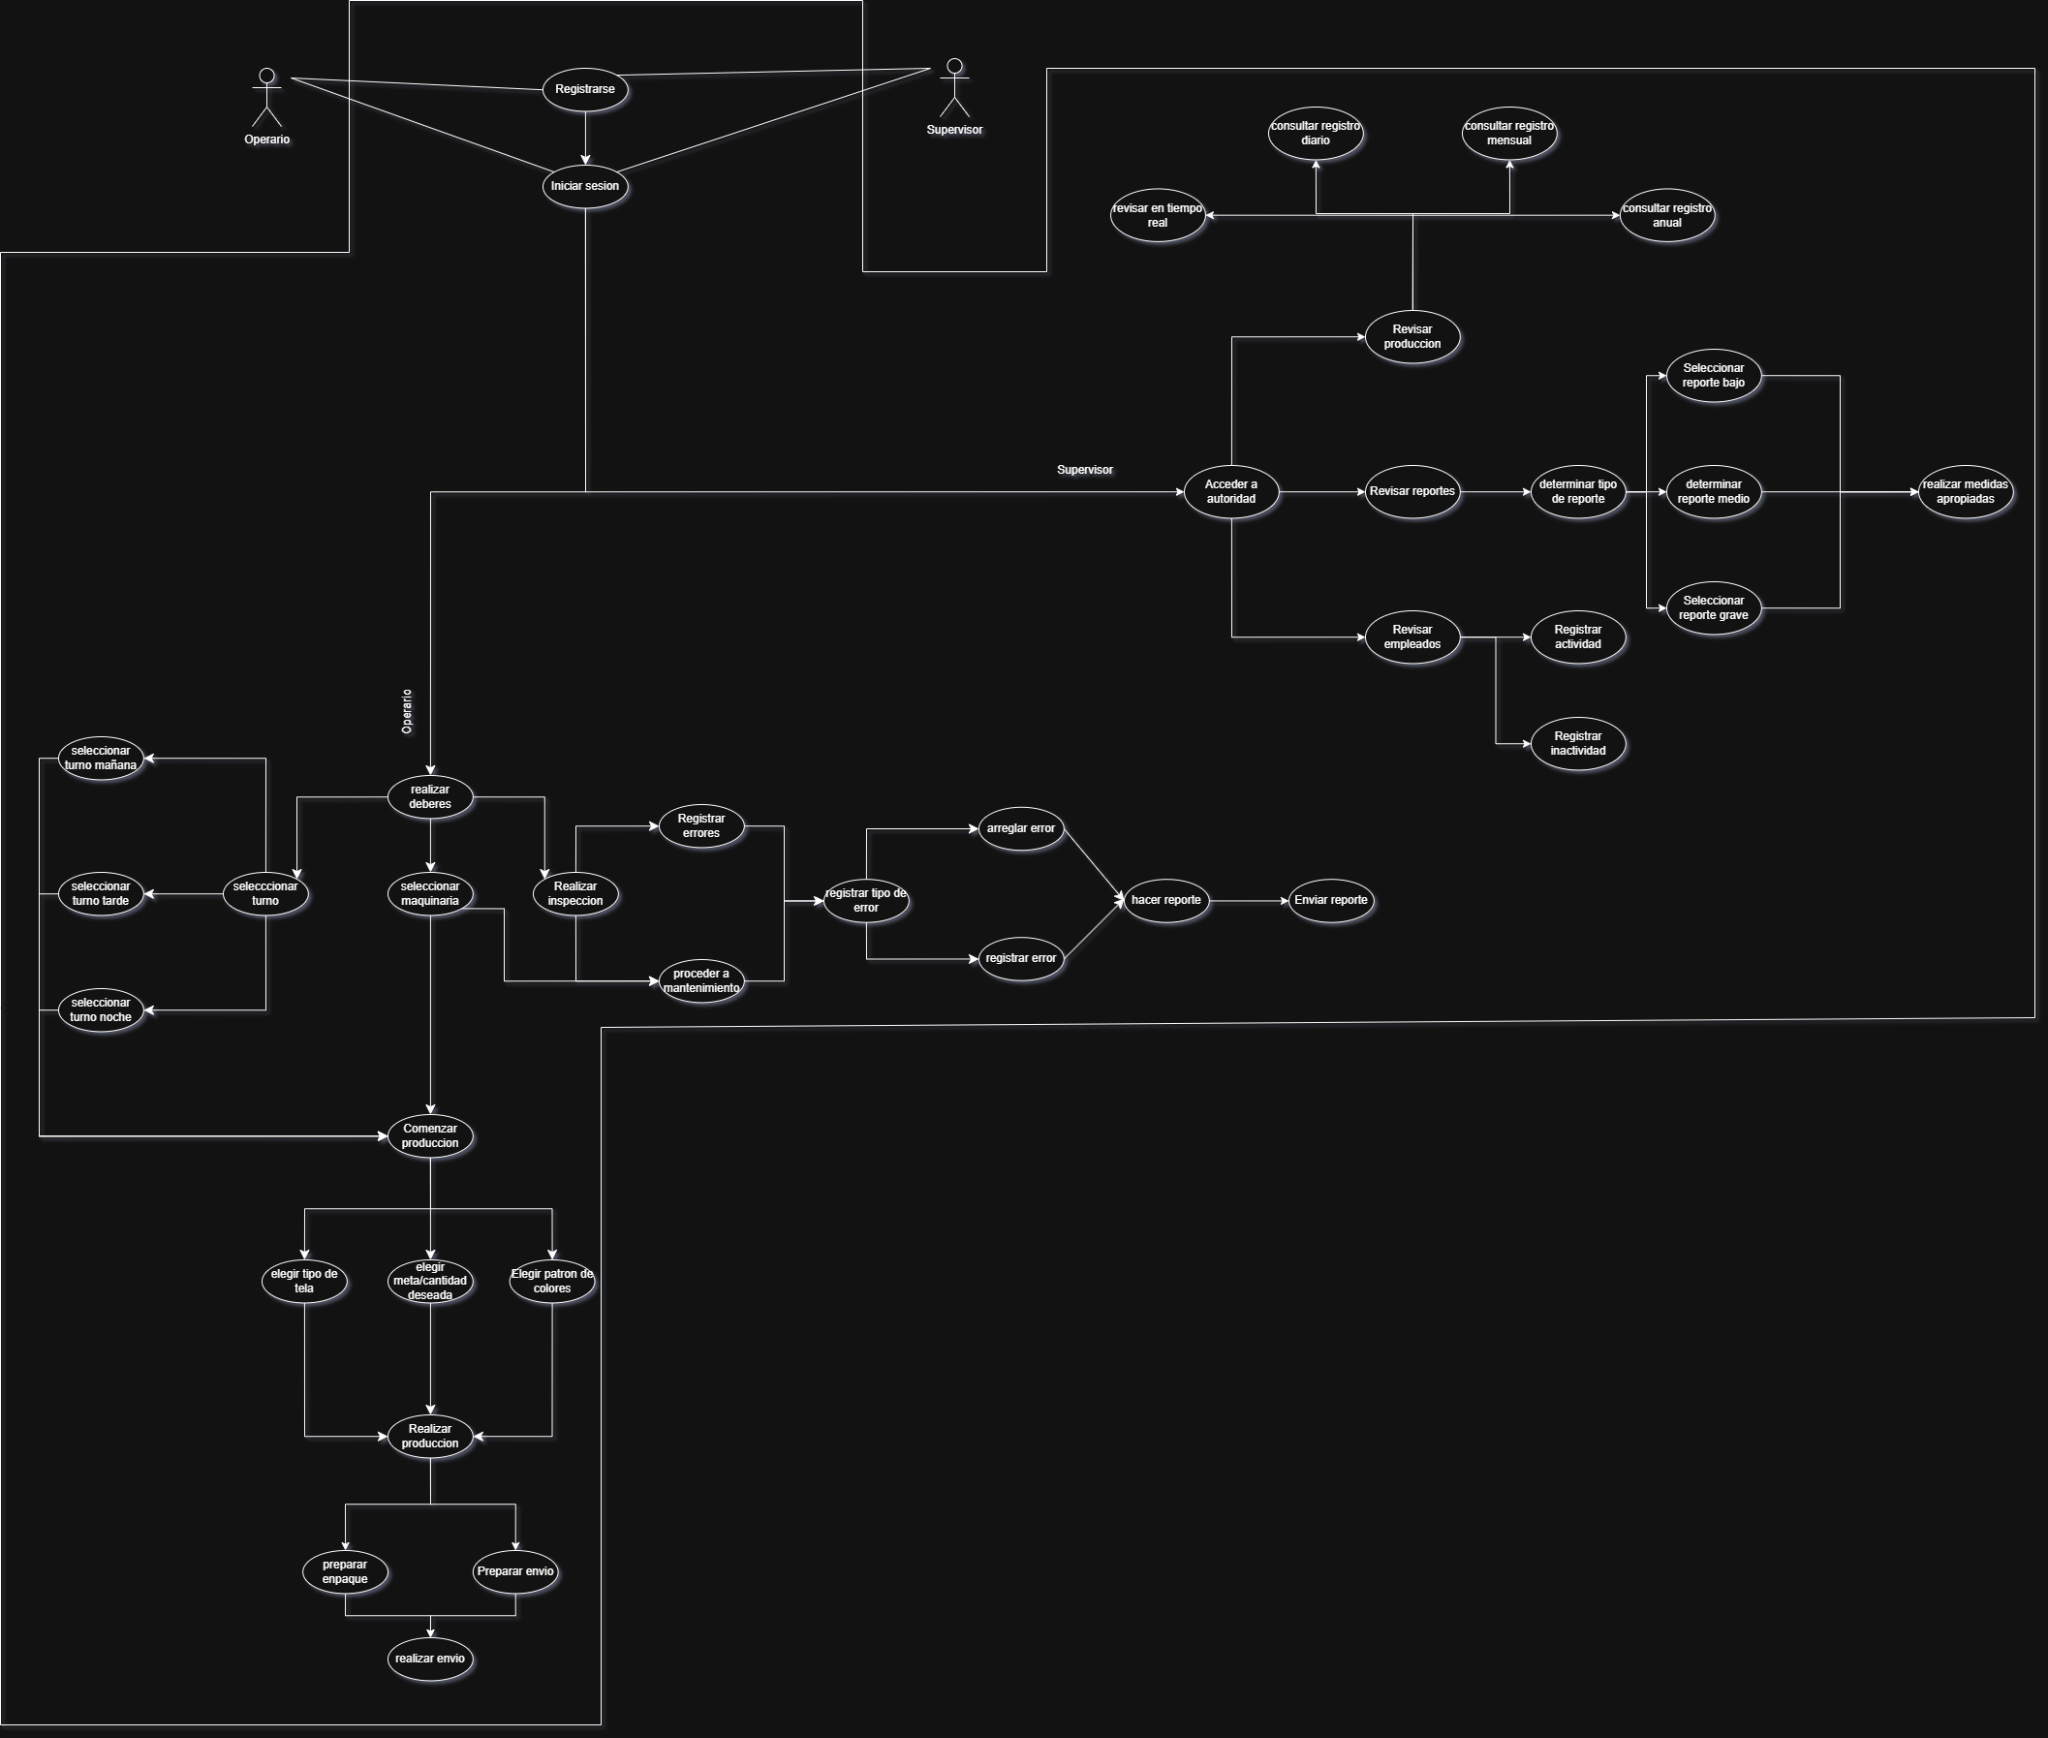 Registrarse
Operario
Supervisor
Iniciar sesion
consultar registro
diario
consultar registro
mensual
revisar en tiempo
real
consultar registro
anual
Revisar
produccion
Seleccionar
reporte bajo
Supervisor
Acceder a
autoridad
Revisar reportes
determinar tipo
de reporte
determinar
reporte medio
realizar medidas
apropiadas
Seleccionar
reporte grave
Revisar
empleados
Registrar
actividad
Registrar
inactividad
Operario
seleccionar
turno mañana
realizar
deberes
Registrar
errores
arreglar error
seleccionar
turno tarde
selecccionar
turno
seleccionar
maquinaria
Realizar
inspeccion
registrar tipo de
error
hacer reporte
Enviar reporte
registrar error
proceder a
mantenimiento
seleccionar
turno noche
Comenzar
produccion
elegir tipo de
tela
elegir
meta/cantidad
deseada
Elegir patron de
colores
Realizar
produccion
preparar
enpaque
Preparar envio
realizar envio